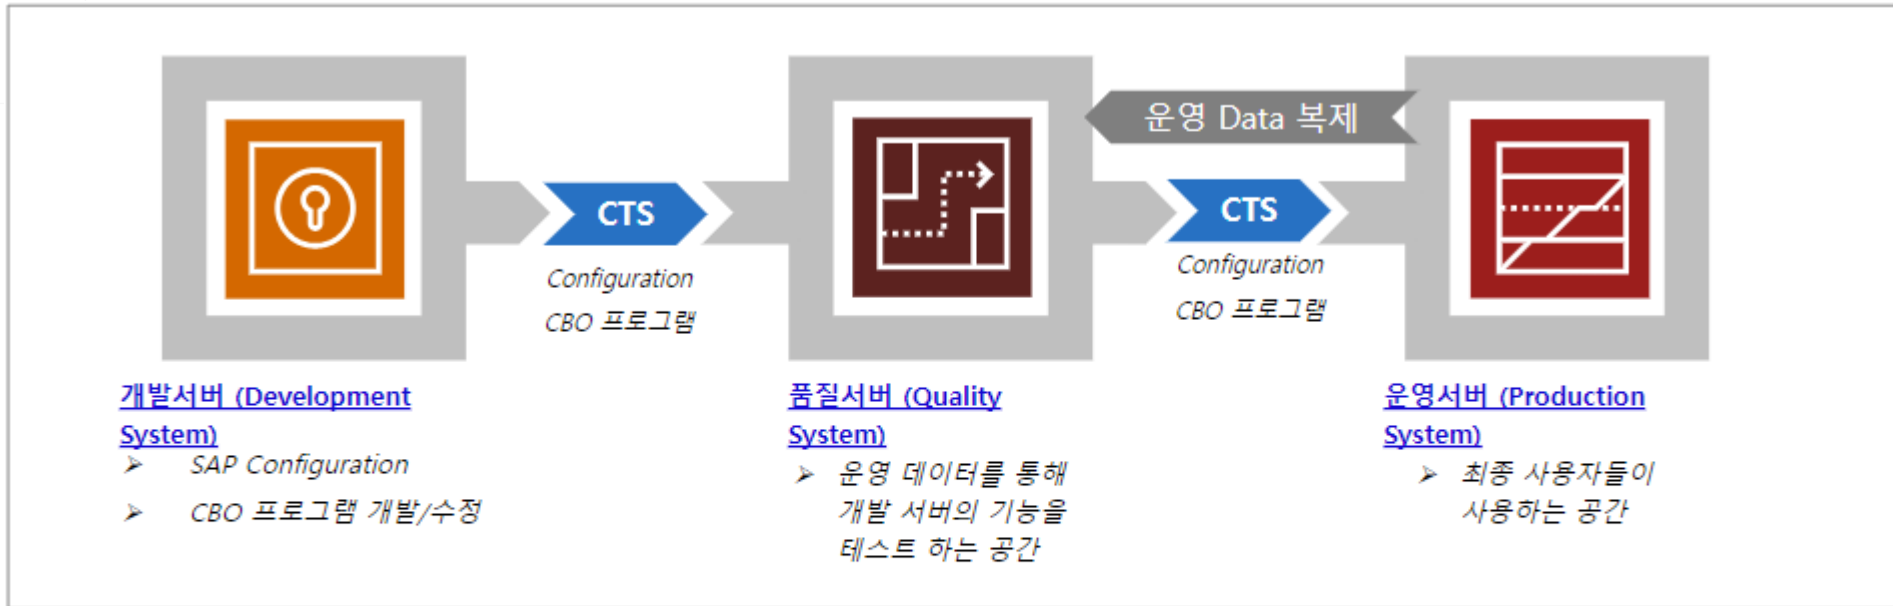 운영 Data 복제
CTS
CTS
Configuration
CBO 프로그램
Configuration
CBO 프로그램
개발서버 (Development
System)
➢ SAP Configuration
➢ CBO 프로그램 개발/수정
품질서버 (Quality
System)
➢ 운영 데이터를 통해
개발 서버의 기능을
테스트 하는 공간
운영서버 (Production
System)
➢ 최종 사용자들이
사용하는 공간